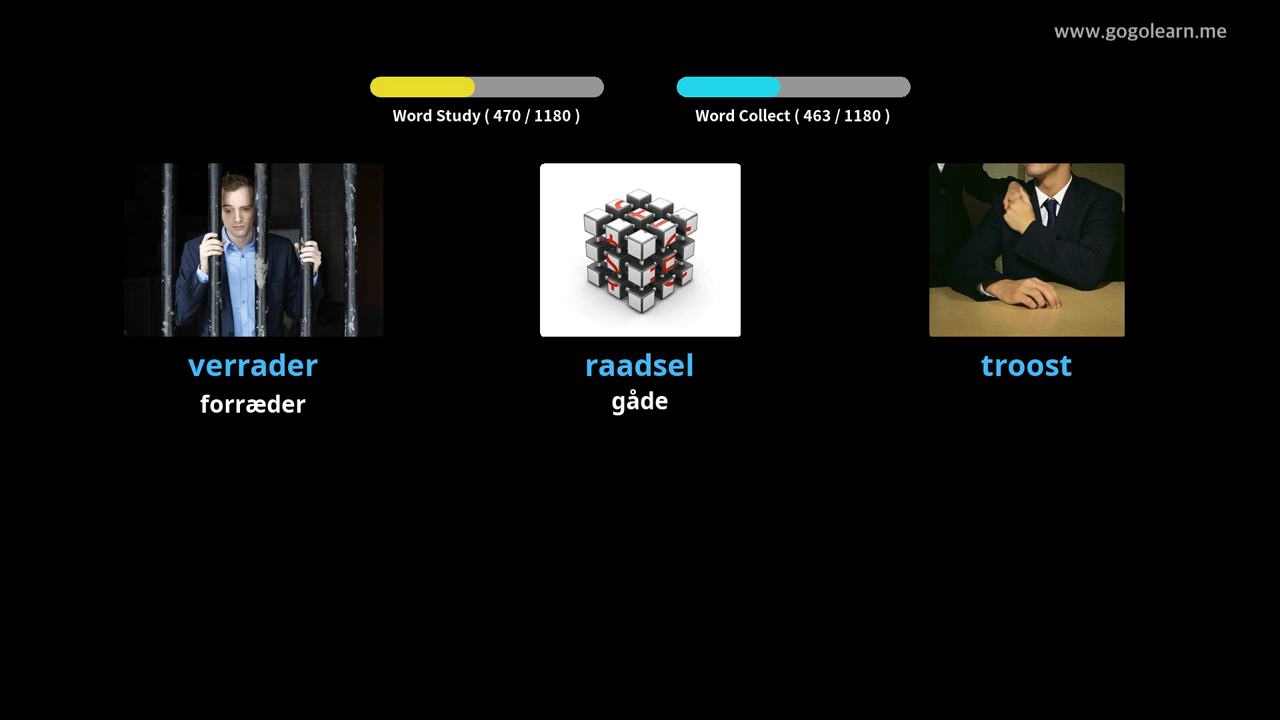 www.gogolearn.me
Word Study ( 470 / 1180 )
Word Collect ( 463 / 1180 )
verrader
raadsel
troost
forræder
gåde